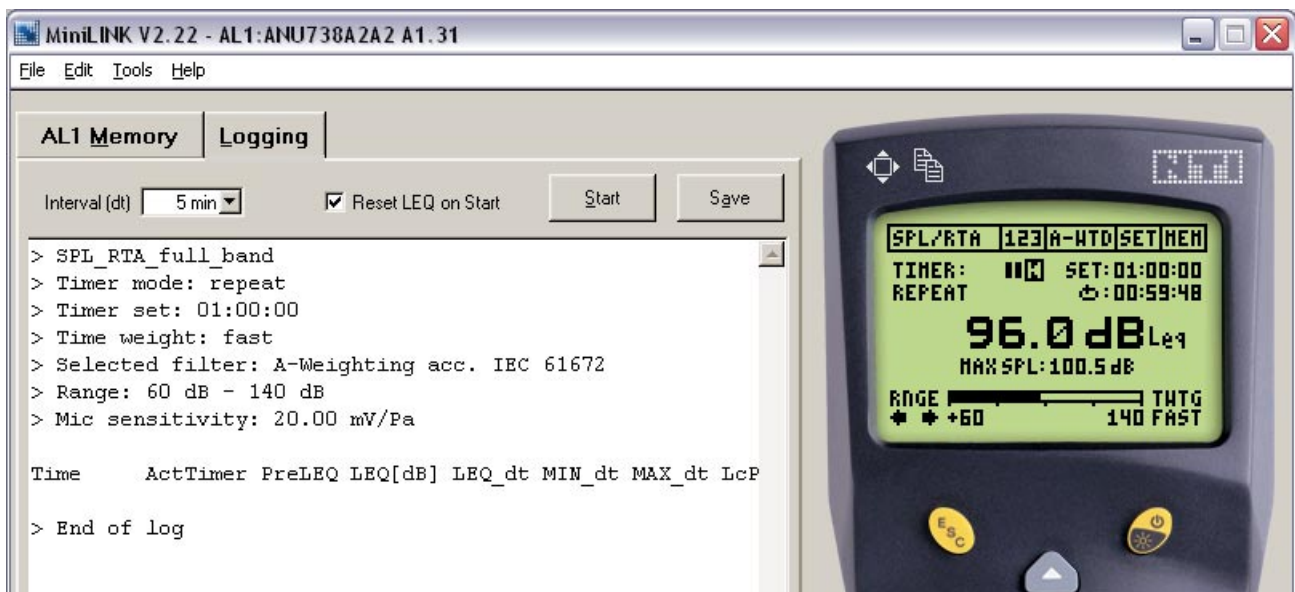 MiniLINK V2.22 - AL1:ANU738A2A2 A1.31
File Edit Tools Help
AL1 Memory Logging
Interval (dt) 5 min Reset LEQ on Start Start Save
> SPL_RTA_full_band
> Timer mode: repeat
> Timer set: 01:00:00
> Time weight: fast
> Selected filter: A-Weighting acc. IEC 61672
> Range: 60 dB - 140 dB
> Mic sensitivity: 20.00 mV/Pa
Time ActTimer PreLEQ LEQ[dB] LEQ_dt MIN_dt MAX_dt LcP
> End of log
NTi
SPL/RTA 123 A-WTD SET MEM
TIMER: SET:01:00:00
REPEAT :00:59:48
96.0 dB Leq
MAX SPL:100.5 dB
RNGE TWTG
+60 140 FAST
ESC